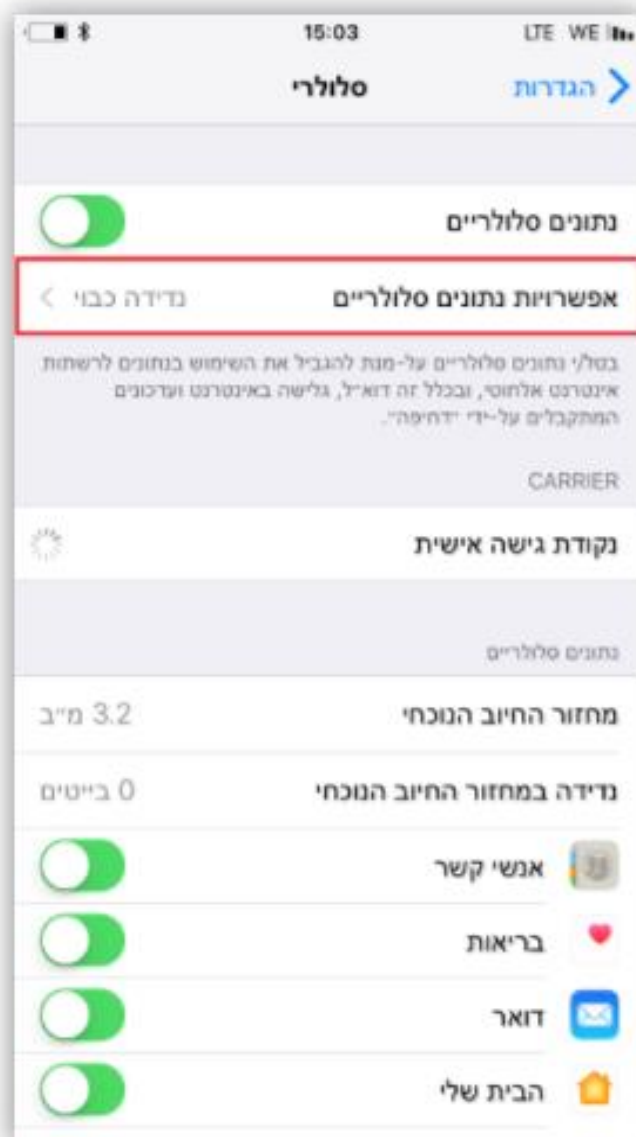 15:03 LTE WE
הגדרות סלולרי
נתונים סלולריים
אפשרויות נתונים סלולריים נדידה כבוי
בטל/י נתונים סלולריים על-מנת להגביל את השימוש בנתונים לרשתות
אינטרנט אלחוטי, ובכלל זה דוא״ל, גלישה באינטרנט ועדכונים
המתקבלים על-ידי ״דחיפה״.
CARRIER
נקודת גישה אישית
נתונים סלולריים
מחזור החיוב הנוכחי 3.2 מ״ב
נדידה במחזור החיוב הנוכחי 0 בייטים
אנשי קשר
בריאות
דואר
הבית שלי